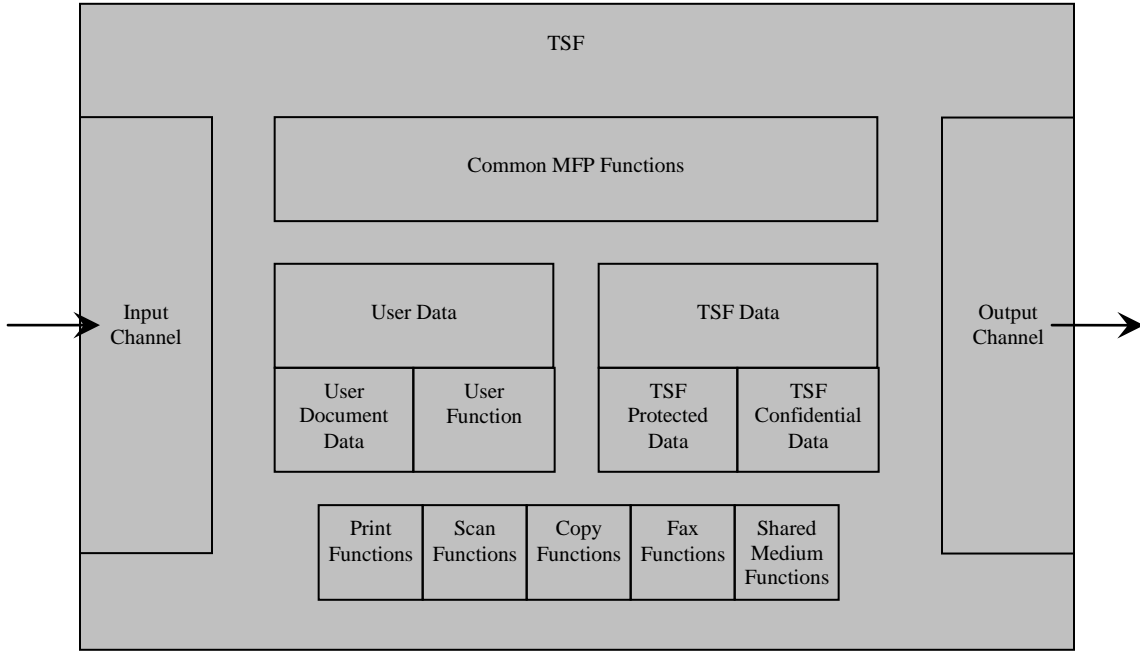 TSF
Common MFP Functions
Input
Channel
User Data
TSF Data
Output
Channel
User
Document
Data
User
Function
TSF
Protected
Data
TSF
Confidential
Data
Print
Functions
Scan
Functions
Copy
Functions
Fax
Functions
Shared
Medium
Functions